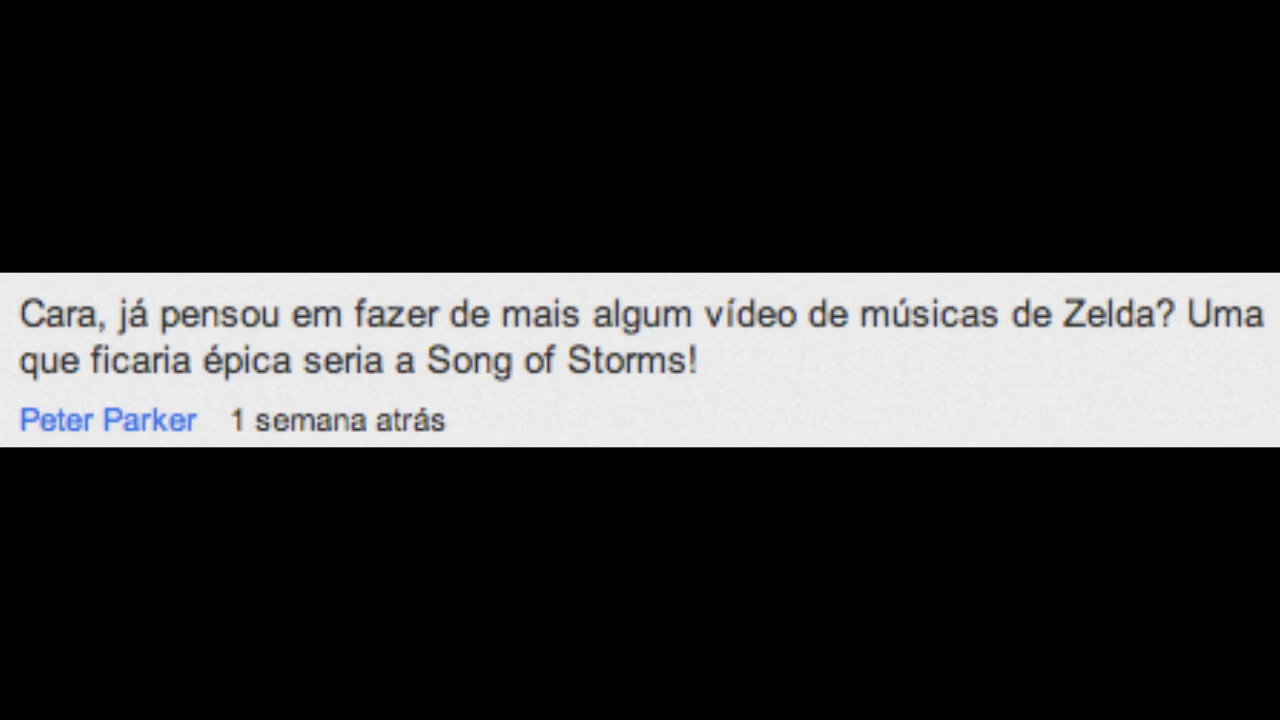 Cara, já pensou em fazer de mais algum vídeo de músicas de Zelda? Uma
que ficaria épica seria a Song of Storms!
Peter Parker 1 semana atrás